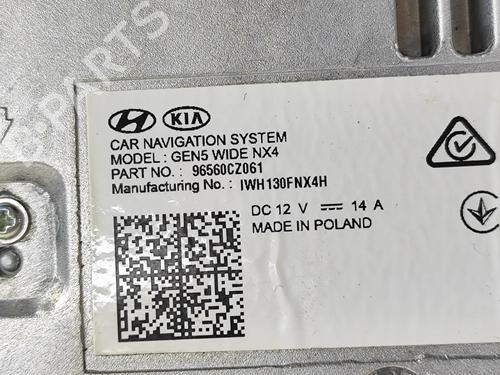 B-PARTS
KIA
CAR NAVIGATION SYSTEM
MODEL : GEN5 WIDE NX4
PART NO. : 96560CZ061
Manufacturing No. : IWH130FNX4H
DC 12 V ⎓ 14 A
MADE IN POLAND